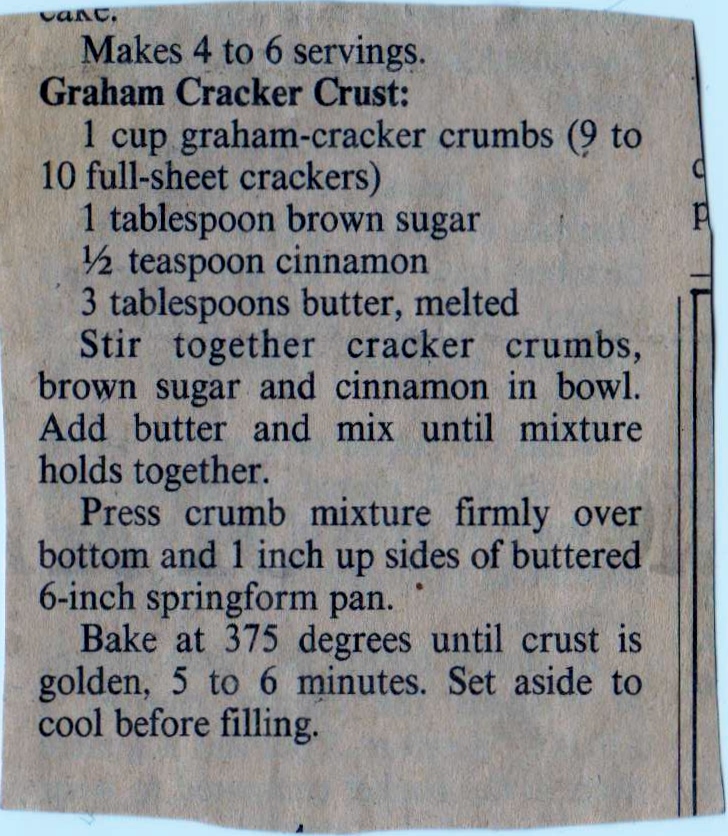 cake.
Makes 4 to 6 servings.
Graham Cracker Crust:
1 cup graham-cracker crumbs (9 to
10 full-sheet crackers)
1 tablespoon brown sugar
½ teaspoon cinnamon
3 tablespoons butter, melted
Stir together cracker crumbs,
brown sugar and cinnamon in bowl.
Add butter and mix until mixture
holds together.
Press crumb mixture firmly over
bottom and 1 inch up sides of buttered
6-inch springform pan.
Bake at 375 degrees until crust is
golden, 5 to 6 minutes. Set aside to
cool before filling.